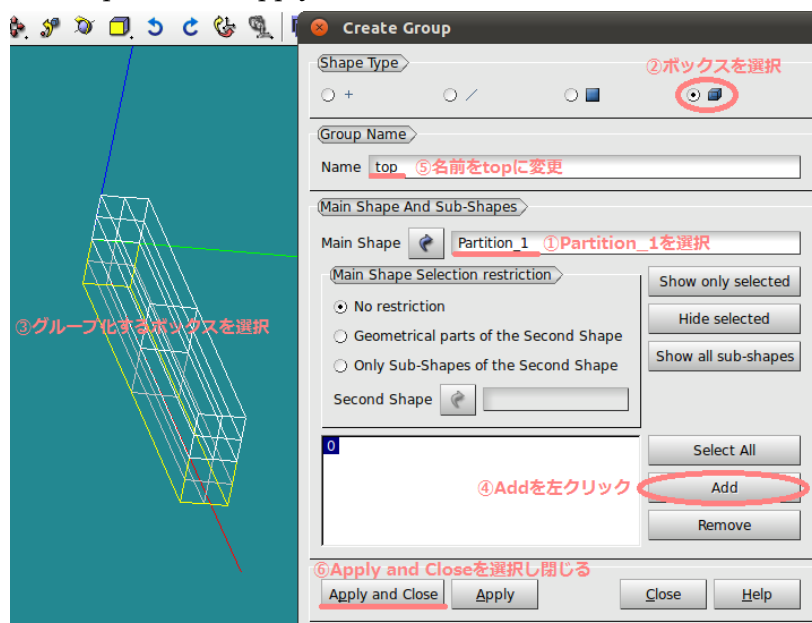 Create Group
Shape Type
②ボックスを選択
Group Name
Name top ⑤名前をtopに変更
Main Shape And Sub-Shapes
Main Shape Partition_1 ①Partition_1を選択
Main Shape Selection restriction
No restriction
Geometrical parts of the Second Shape
Only Sub-Shapes of the Second Shape
Second Shape
Show only selected
Hide selected
Show all sub-shapes
③グループ化するボックスを選択
0
Select All
④Addを左クリック Add
Remove
⑥Apply and Closeを選択し閉じる
Apply and Close Apply Close Help